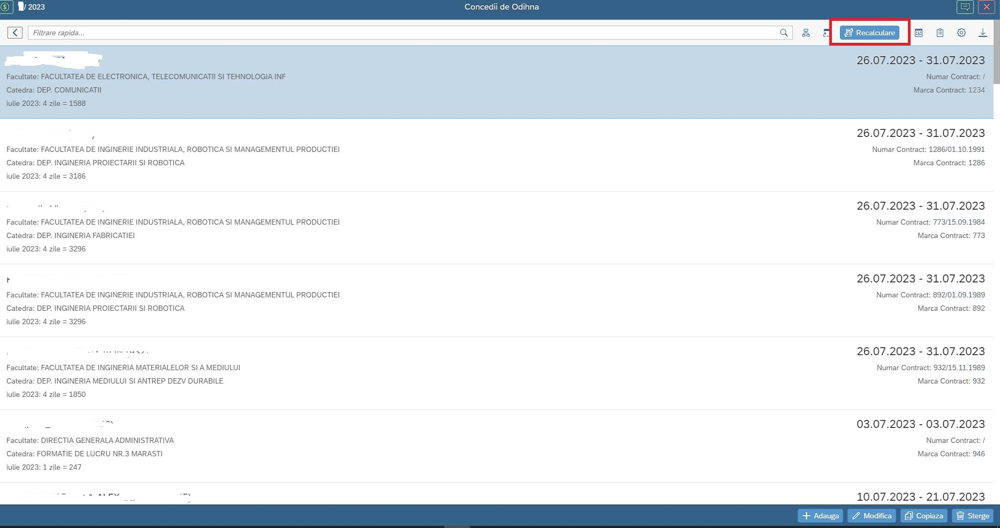 / 2023
Concedii de Odihna
Filtrare rapida...
Recalculare
26.07.2023 - 31.07.2023
Facultate: FACULTATEA DE ELECTRONICA, TELECOMUNICATII SI TEHNOLOGIA INF
Numar Contract: /
Catedra: DEP. COMUNICATII
Marca Contract: 1234
iulie 2023: 4 zile = 1588
26.07.2023 - 31.07.2023
Facultate: FACULTATEA DE INGINERIE INDUSTRIALA, ROBOTICA SI MANAGEMENTUL PRODUCTIEI
Numar Contract: 1286/01.10.1991
Catedra: DEP. INGINERIA PROIECTARII SI ROBOTICA
Marca Contract: 1286
iulie 2023: 4 zile = 3186
26.07.2023 - 31.07.2023
Facultate: FACULTATEA DE INGINERIE INDUSTRIALA, ROBOTICA SI MANAGEMENTUL PRODUCTIEI
Numar Contract: 773/15.09.1984
Catedra: DEP. INGINERIA FABRICATIEI
Marca Contract: 773
iulie 2023: 4 zile = 3296
26.07.2023 - 31.07.2023
Facultate: FACULTATEA DE INGINERIE INDUSTRIALA, ROBOTICA SI MANAGEMENTUL PRODUCTIEI
Numar Contract: 892/01.09.1989
Catedra: DEP. INGINERIA PROIECTARII SI ROBOTICA
Marca Contract: 892
iulie 2023: 4 zile = 3296
26.07.2023 - 31.07.2023
Facultate: FACULTATEA DE INGINERIA MATERIALELOR SI A MEDIULUI
Numar Contract: 932/15.11.1989
Catedra: DEP. INGINERIA MEDIULUI SI ANTREP DEZV DURABILE
Marca Contract: 932
iulie 2023: 4 zile = 1850
03.07.2023 - 03.07.2023
Facultate: DIRECTIA GENERALA ADMINISTRATIVA
Numar Contract: /
Catedra: FORMATIE DE LUCRU NR.3 MARASTI
Marca Contract: 946
iulie 2023: 1 zile = 247
10.07.2023 - 21.07.2023
Adauga
Modifica
Copiaza
Sterge